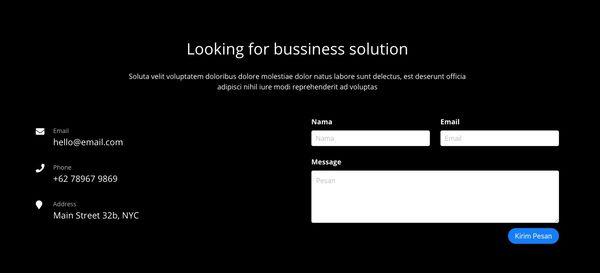 Looking for bussiness solution
Soluta velit voluptatem doloribus dolore molestiae dolor natus labore sunt delectus, est deserunt officia
adipisci nihil iure modi reprehenderit ad voluptas
Email
hello@email.com
Phone
+62 78967 9869
Address
Main Street 32b, NYC
Nama
Email
Nama
Email
Message
Pesan
Kirim Pesan